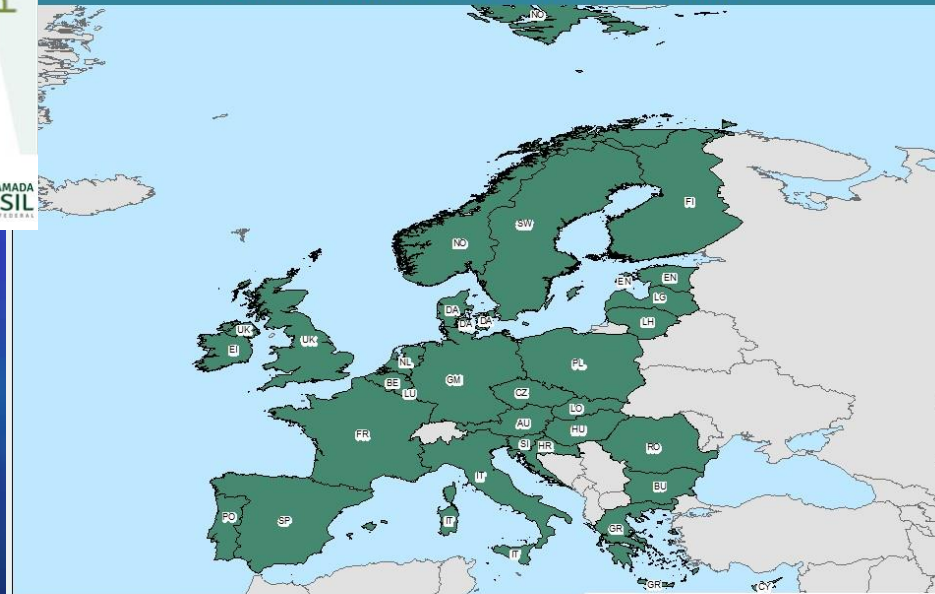 AMADA
SIL
FEDERAL
NO
FI
SW
NO
EN
EN
LG
DA
LH
DA
DA
UK
UK
EI
NL
PL
GM
BE
LU
CZ
LO
AU
HU
FR
SI
HR
RO
IT
BU
PO
SP
IT
GR
IT
GR
CY